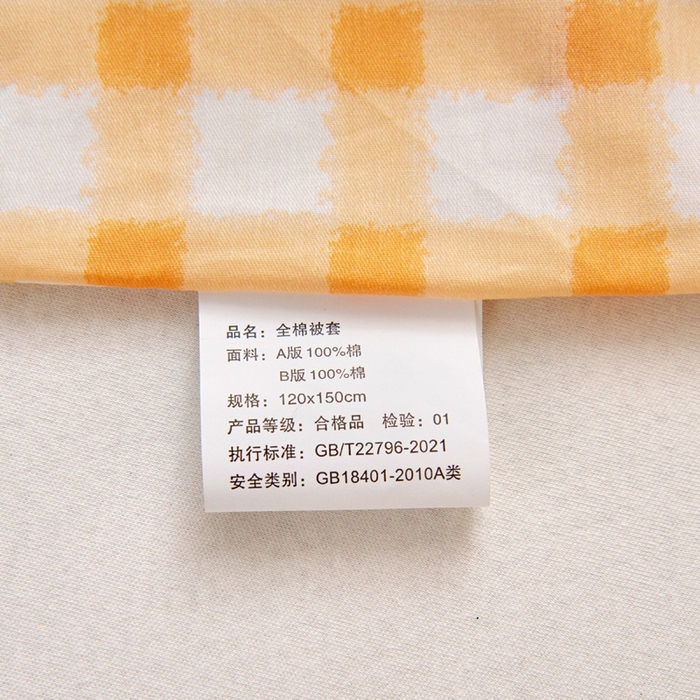 品名：全棉被套
面料：A版 100%棉
B版 100%棉
规格：120x150cm
产品等级：合格品 检验：01
执行标准：GB/T22796-2021
安全类别：GB18401-2010A类